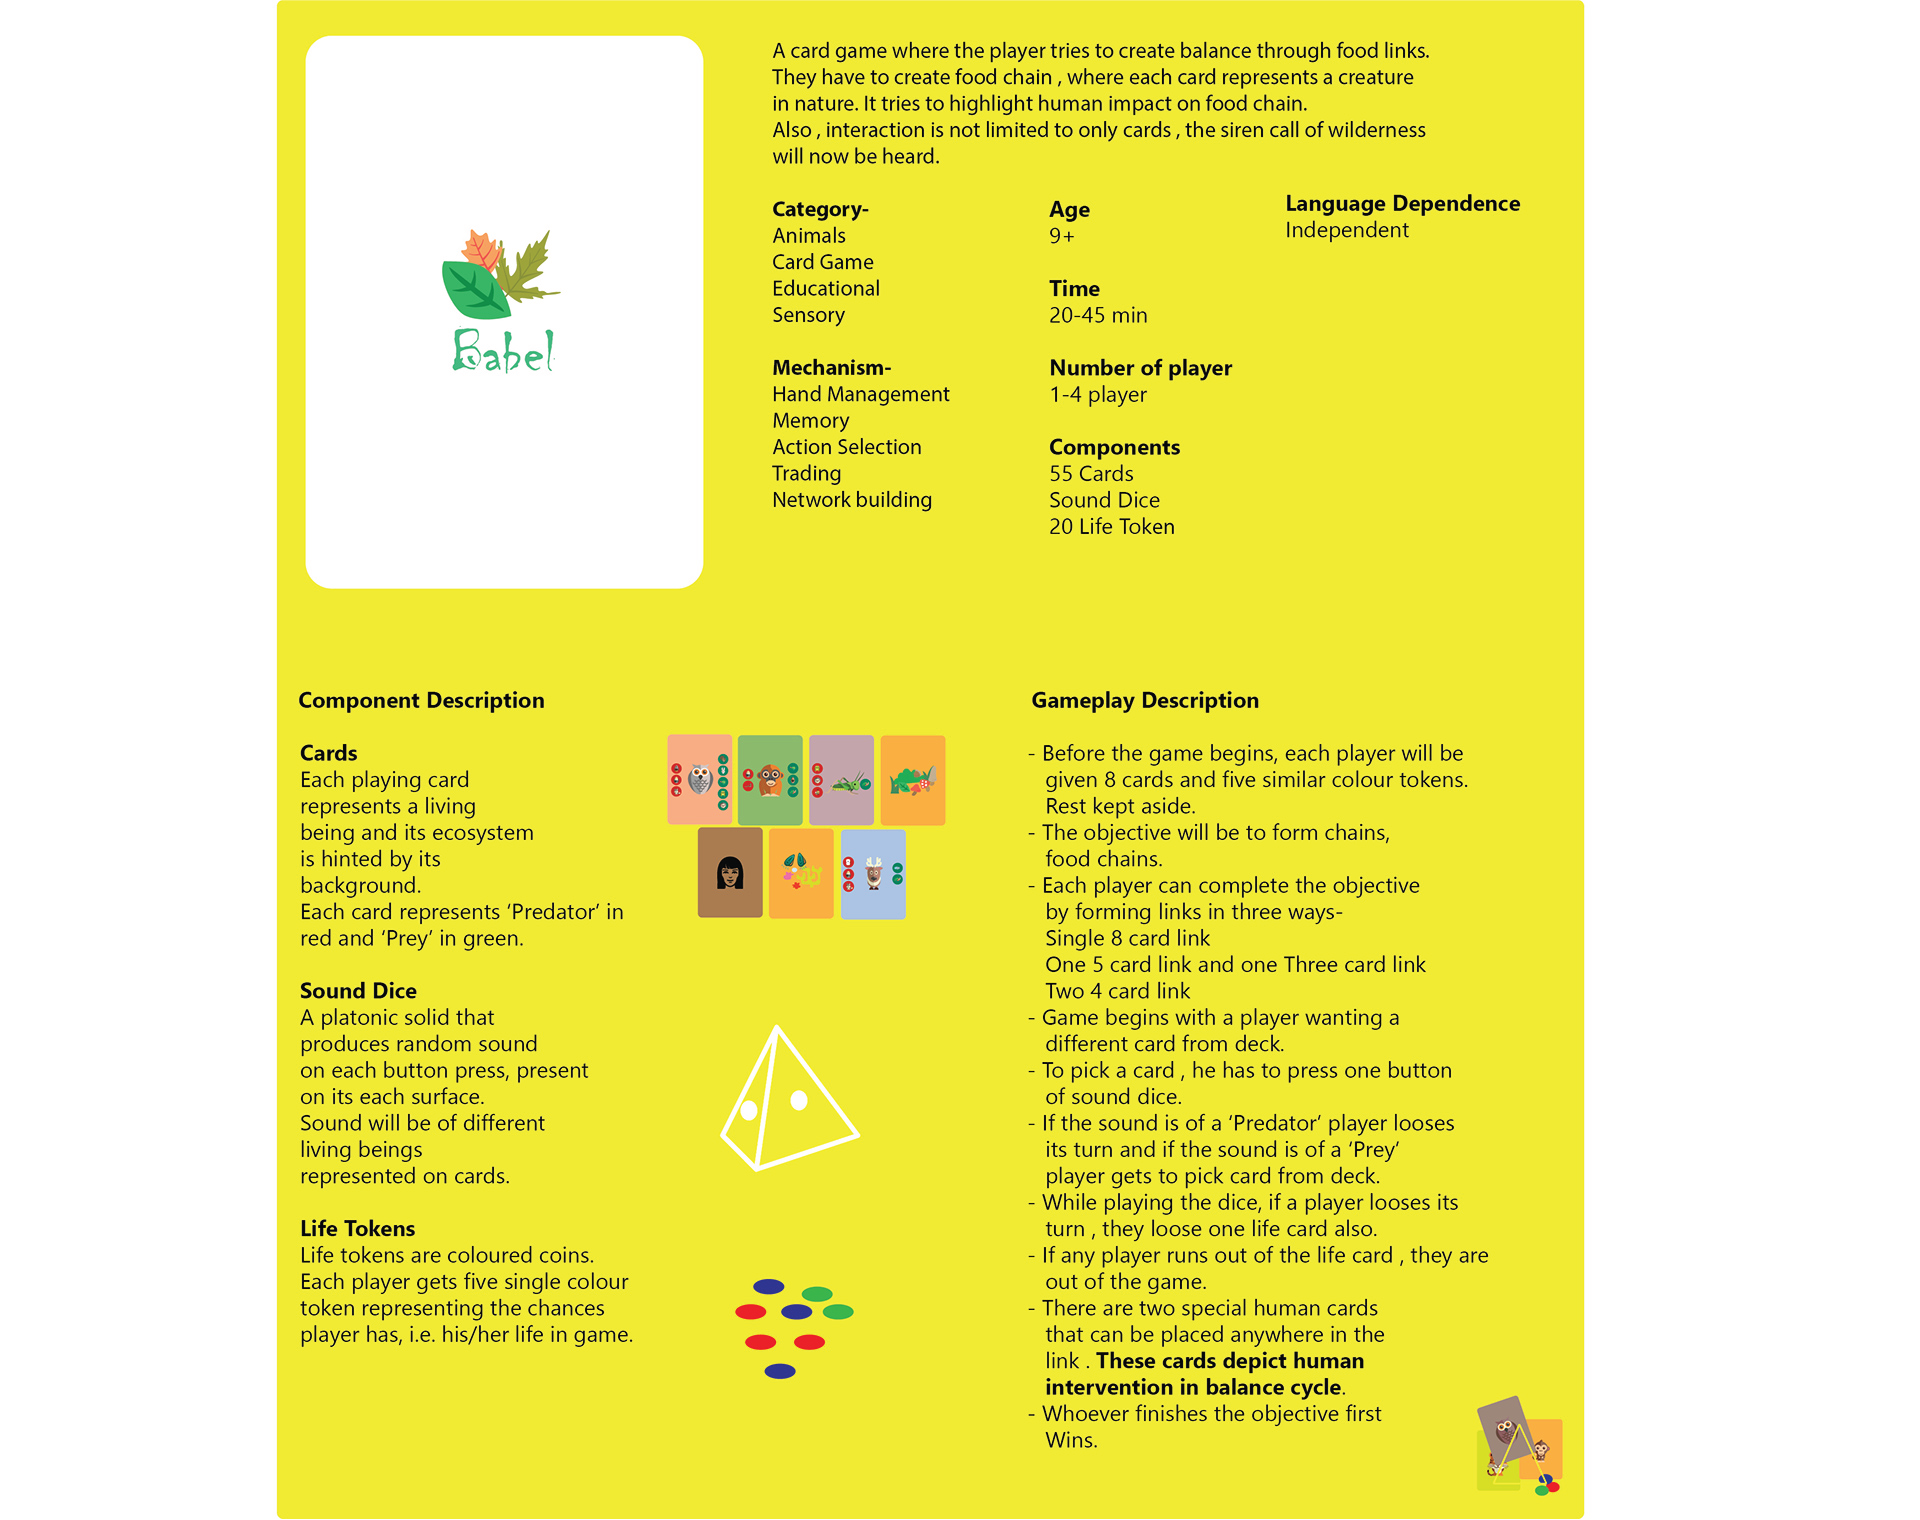 Babel
A card game where the player tries to create balance through food links.
They have to create food chain , where each card represents a creature
in nature. It tries to highlight human impact on food chain.
Also , interaction is not limited to only cards , the siren call of wilderness
will now be heard.
Category-
Animals
Card Game
Educational
Sensory
Mechanism-
Hand Management
Memory
Action Selection
Trading
Network building
Age
9+
Time
20-45 min
Number of player
1-4 player
Components
55 Cards
Sound Dice
20 Life Token
Language Dependence
Independent
Component Description
Cards
Each playing card
represents a living
being and its ecosystem
is hinted by its
background.
Each card represents ‘Predator’ in
red and ‘Prey’ in green.
Sound Dice
A platonic solid that
produces random sound
on each button press, present
on its each surface.
Sound will be of different
living beings
represented on cards.
Life Tokens
Life tokens are coloured coins.
Each player gets five single colour
token representing the chances
player has, i.e. his/her life in game.
Gameplay Description
- Before the game begins, each player will be
given 8 cards and five similar colour tokens.
Rest kept aside.
- The objective will be to form chains,
food chains.
- Each player can complete the objective
by forming links in three ways-
Single 8 card link
One 5 card link and one Three card link
Two 4 card link
- Game begins with a player wanting a
different card from deck.
- To pick a card , he has to press one button
of sound dice.
- If the sound is of a ‘Predator’ player looses
its turn and if the sound is of a ‘Prey’
player gets to pick card from deck.
- While playing the dice, if a player looses its
turn , they loose one life card also.
- If any player runs out of the life card , they are
out of the game.
- There are two special human cards
that can be placed anywhere in the
link . These cards depict human
intervention in balance cycle.
- Whoever finishes the objective first
Wins.